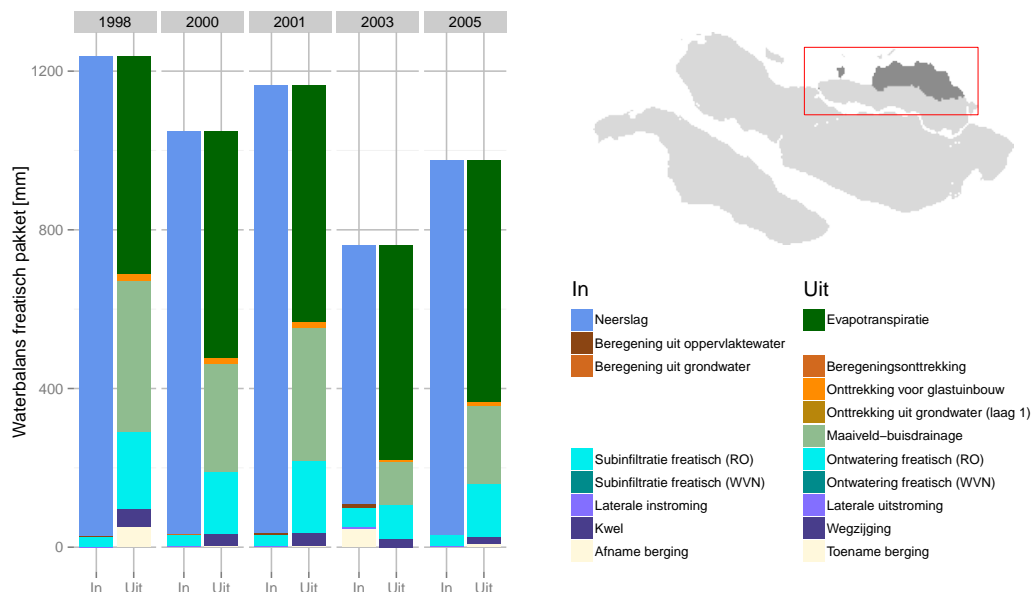 1998 2000 2001 2003 2005
Waterbalans freatisch pakket [mm]
1200
800
400
0
In Uit In Uit In Uit In Uit In Uit
In Uit
Neerslag Evapotranspiratie
Beregening uit oppervlaktewater
Beregening uit grondwater Beregeningsonttrekking
Onttrekking voor glastuinbouw
Onttrekking uit grondwater (laag 1)
Maaiveld−buisdrainage
Subinfiltratie freatisch (RO) Ontwatering freatisch (RO)
Subinfiltratie freatisch (WVN) Ontwatering freatisch (WVN)
Laterale instroming Laterale uitstroming
Kwel Wegzijging
Afname berging Toename berging